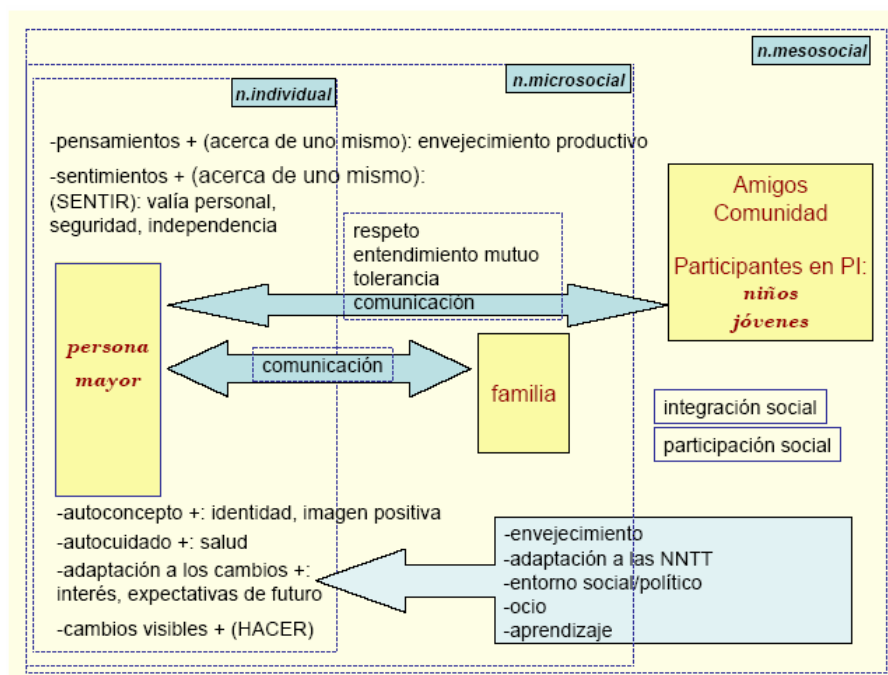 n.mesosocial
n.individual
n.microsocial
-pensamientos + (acerca de uno mismo): envejecimiento productivo
-sentimientos + (acerca de uno mismo):
(SENTIR): valía personal,
seguridad, independencia
Amigos
Comunidad
Participantes en PI:
niños
jóvenes
respeto
entendimiento mutuo
tolerancia
comunicación
persona
mayor
comunicación
familia
integración social
participación social
-autoconcepto +: identidad, imagen positiva
-autocuidado +: salud
-adaptación a los cambios +:
interés, expectativas de futuro
-cambios visibles + (HACER)
-envejecimiento
-adaptación a las NNTT
-entorno social/político
-ocio
-aprendizaje